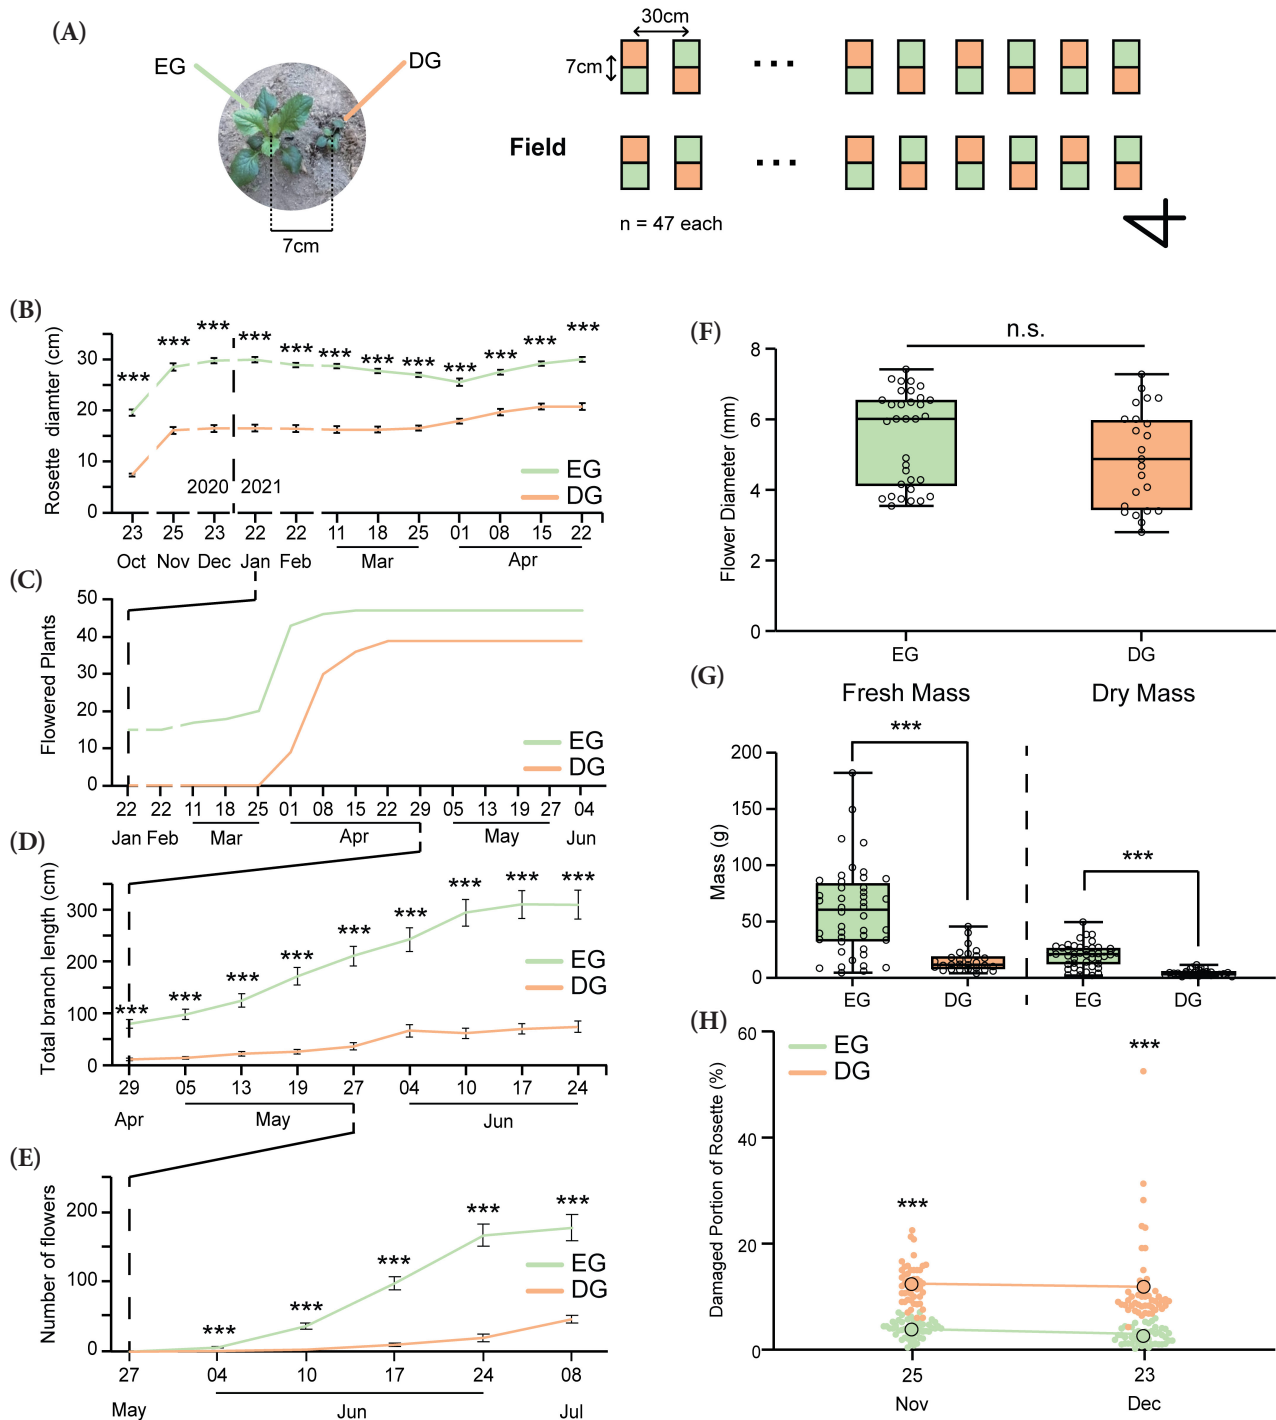 (A)
EG
DG
7cm
30cm
7cm
...
Field
...
n = 47 each
(B)
Rosette diamter (cm)
*** *** *** *** *** *** *** *** *** *** *** ***
30
20
10
0
2020 2021
EG
DG
23 25 23 22 22 11 18 25 01 08 15 22
Oct Nov Dec Jan Feb Mar Apr
(C)
Flowered Plants
50
40
30
20
10
0
EG
DG
22 22 11 18 25 01 08 15 22 29 05 13 19 27 04
Jan Feb Mar Apr May Jun
(D)
Total branch length (cm)
*** *** *** *** *** *** *** *** ***
300
200
100
0
EG
DG
29 05 13 19 27 04 10 17 24
Apr May Jun
(E)
Number of flowers
*** *** *** *** ***
200
100
0
EG
DG
27 04 10 17 24 08
May Jun Jul
(F)
n.s.
Flower Diameter (mm)
8
6
4
2
0
EG DG
(G)
Fresh Mass Dry Mass
*** ***
Mass (g)
200
150
100
50
0
EG DG EG DG
(H)
Damaged Portion of Rosette (%)
60
40
20
0
EG
DG
*** ***
25 23
Nov Dec